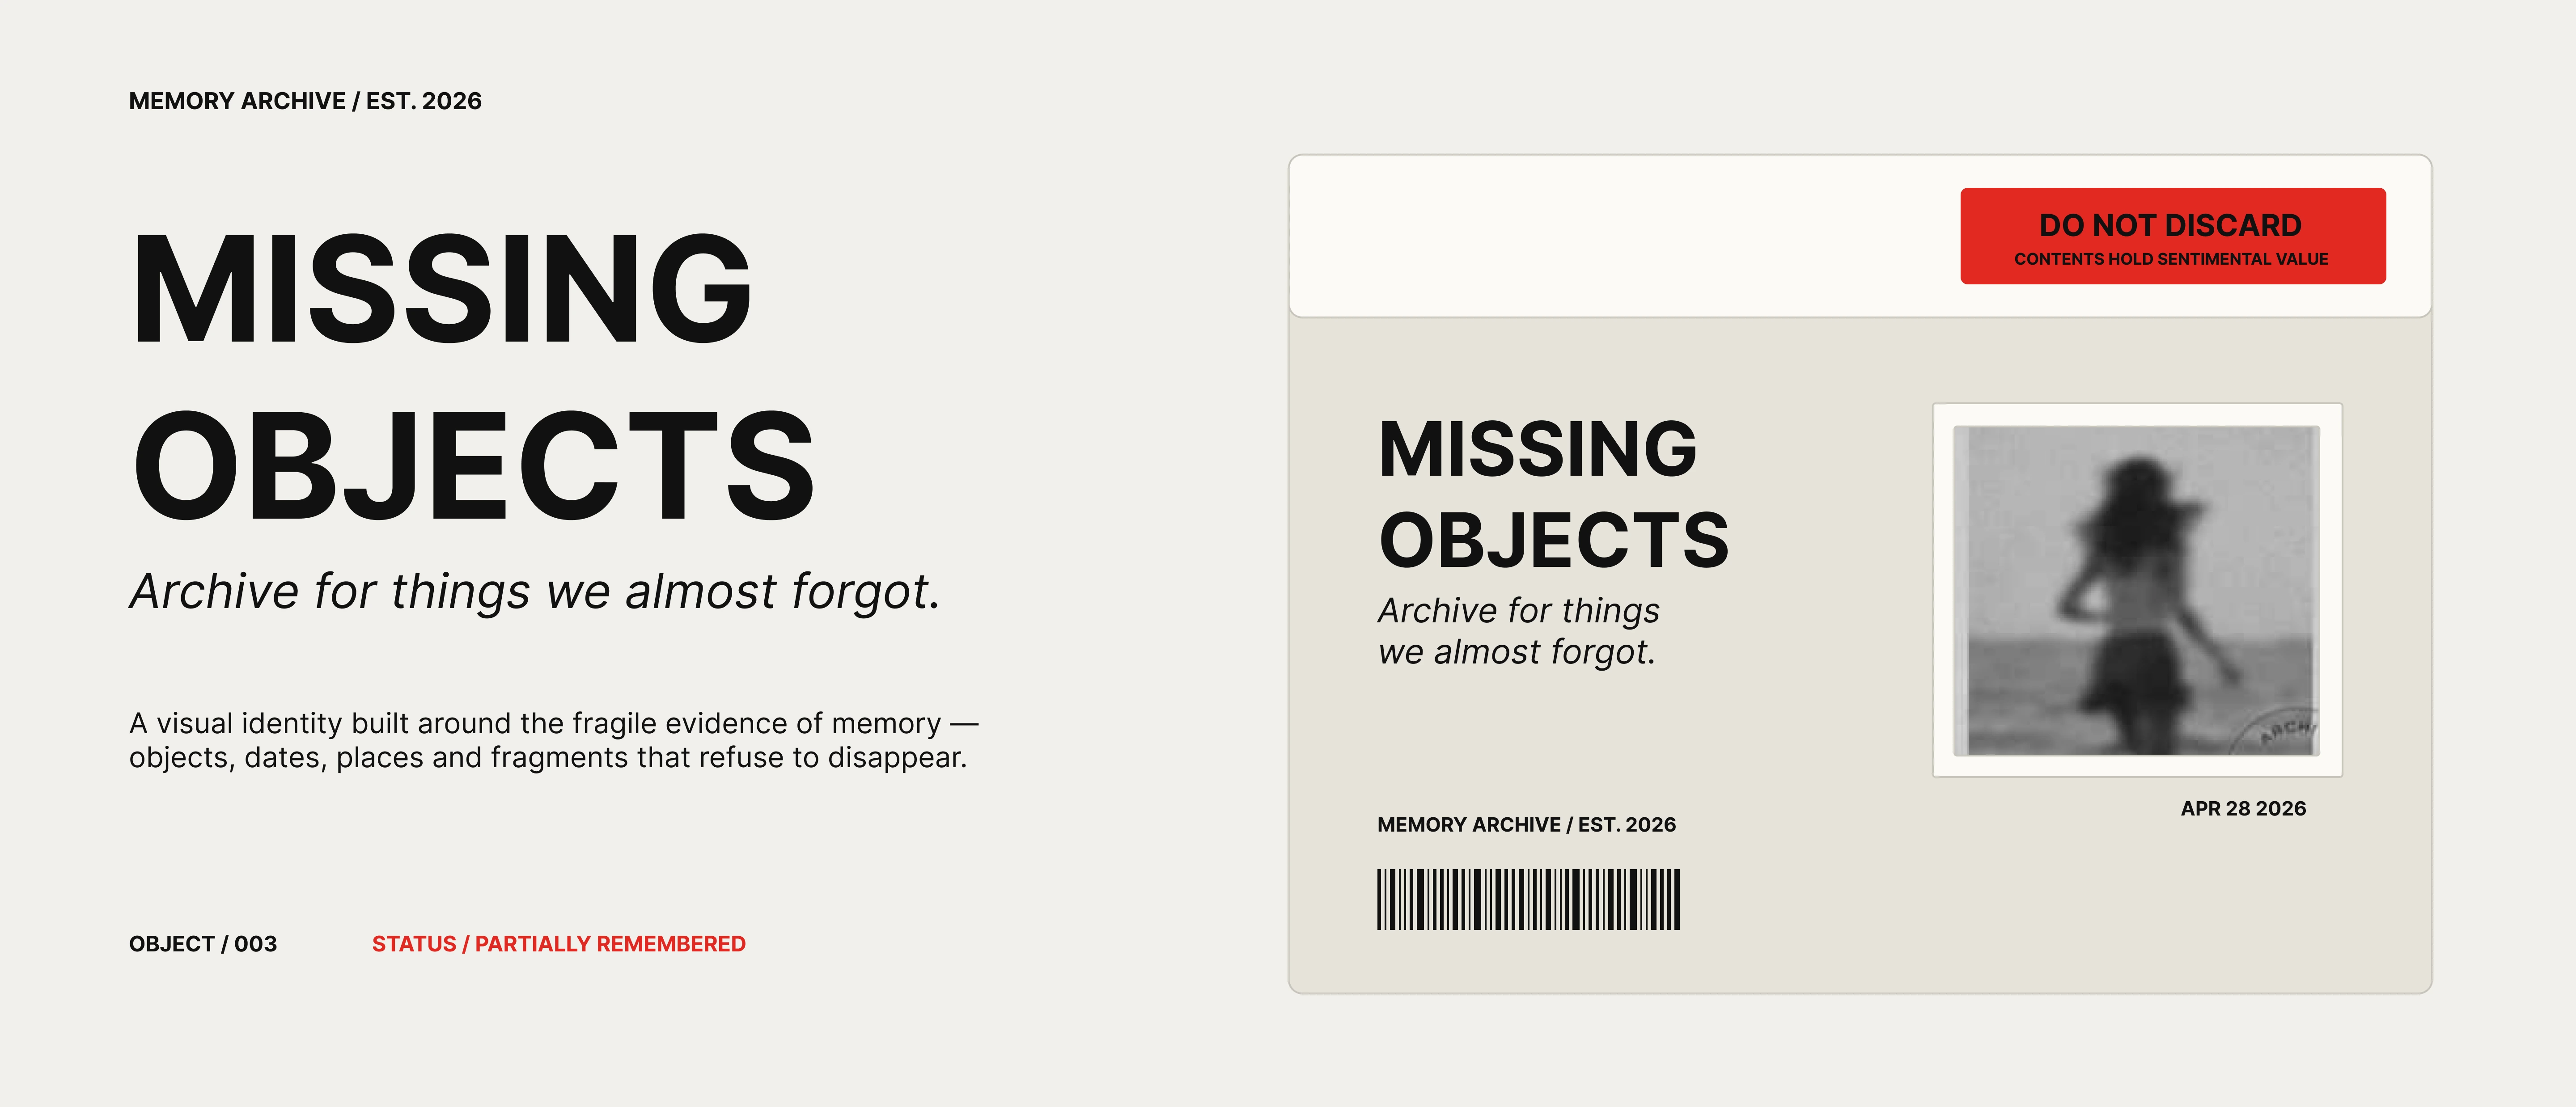 MEMORY ARCHIVE / EST. 2026
MISSING
OBJECTS
Archive for things we almost forgot.
A visual identity built around the fragile evidence of memory —
objects, dates, places and fragments that refuse to disappear.
OBJECT / 003
STATUS / PARTIALLY REMEMBERED
DO NOT DISCARD
CONTENTS HOLD SENTIMENTAL VALUE
MISSING
OBJECTS
Archive for things
we almost forgot.
MEMORY ARCHIVE / EST. 2026
APR 28 2026